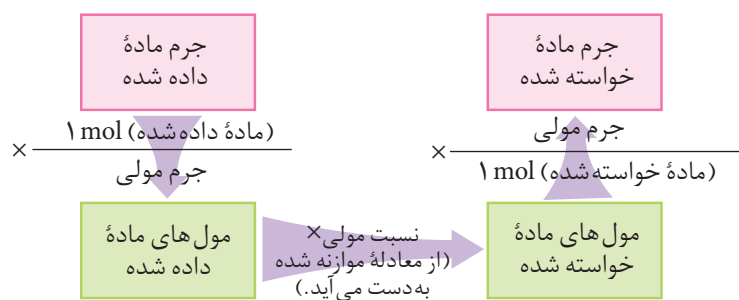 جرم مادهٔ
داده شده
× ۱ mol (مادهٔ داده شده)
جرم مولی
مول‌های مادهٔ
داده شده
نسبت مولی×
(از معادلهٔ موازنه شده
به‌دست می‌آید.)
مول‌های مادهٔ
خواسته شده
× جرم مولی
۱ mol (مادهٔ خواسته شده)
جرم مادهٔ
خواسته شده